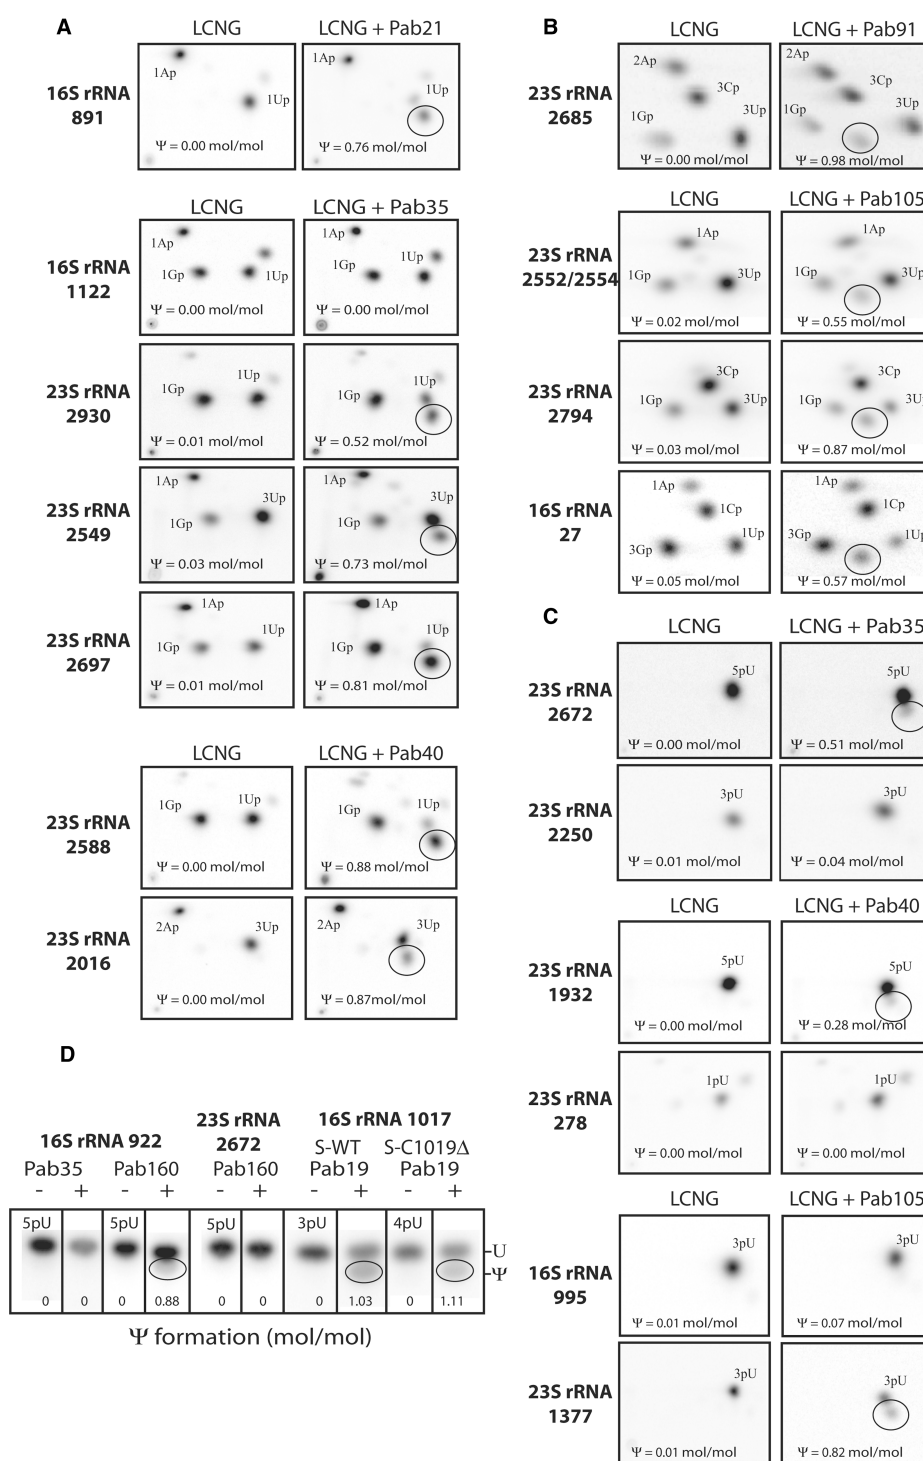 A
LCNG
LCNG + Pab21
16S rRNA
891
1Ap
1Up
Ψ = 0.00 mol/mol
1Ap
1Up
Ψ = 0.76 mol/mol
LCNG
LCNG + Pab35
16S rRNA
1122
1Ap
1Gp
1Up
Ψ = 0.00 mol/mol
1Ap
1Gp
1Up
Ψ = 0.00 mol/mol
23S rRNA
2930
1Gp
1Up
Ψ = 0.01 mol/mol
1Gp
1Up
Ψ = 0.52 mol/mol
23S rRNA
2549
1Ap
3Up
1Gp
Ψ = 0.03 mol/mol
1Ap
3Up
1Gp
Ψ = 0.73 mol/mol
23S rRNA
2697
1Ap
1Up
1Gp
Ψ = 0.01 mol/mol
1Ap
1Up
1Gp
Ψ = 0.81 mol/mol
LCNG
LCNG + Pab40
23S rRNA
2588
1Gp
1Up
Ψ = 0.00 mol/mol
1Gp
1Up
Ψ = 0.88 mol/mol
23S rRNA
2016
2Ap
3Up
Ψ = 0.00 mol/mol
2Ap
3Up
Ψ = 0.87mol/mol
B
LCNG
LCNG + Pab91
23S rRNA
2685
2Ap
3Cp
3Up
1Gp
Ψ = 0.00 mol/mol
2Ap
3Cp
3Up
1Gp
Ψ = 0.98 mol/mol
LCNG
LCNG + Pab105
23S rRNA
2552/2554
1Ap
1Gp
3Up
Ψ = 0.02 mol/mol
1Ap
1Gp
3Up
Ψ = 0.55 mol/mol
23S rRNA
2794
3Cp
1Gp
3Up
Ψ = 0.03 mol/mol
3Cp
1Gp
3U
Ψ = 0.87 mol/mol
16S rRNA
27
1Ap
1Cp
3Gp
1Up
Ψ = 0.05 mol/mol
1Ap
1Cp
3Gp
1Up
Ψ = 0.57 mol/mol
C
LCNG
LCNG + Pab35
23S rRNA
2672
5pU
Ψ = 0.00 mol/mol
5pU
Ψ = 0.51 mol/mol
23S rRNA
2250
3pU
Ψ = 0.01 mol/mol
3pU
Ψ = 0.04 mol/mol
LCNG
LCNG + Pab40
23S rRNA
1932
5pU
Ψ = 0.00 mol/mol
5pU
Ψ = 0.28 mol/mol
23S rRNA
278
1pU
Ψ = 0.00 mol/mol
1pU
Ψ = 0.00 mol/mol
LCNG
LCNG + Pab105
16S rRNA
995
3pU
Ψ = 0.01 mol/mol
3pU
Ψ = 0.07 mol/mol
23S rRNA
1377
3pU
Ψ = 0.01 mol/mol
3pU
Ψ = 0.82 mol/mol
D
16S rRNA 922
23S rRNA
2672
16S rRNA 1017
S-WT S-C1019Δ
Pab35 Pab160 Pab160 Pab19 Pab19
- + - + - + - + - +
5pU 5pU 5pU 3pU 4pU
-U
-Ψ
0 0 0 0.88 0 0 0 1.03 0 1.11
Ψ formation (mol/mol)